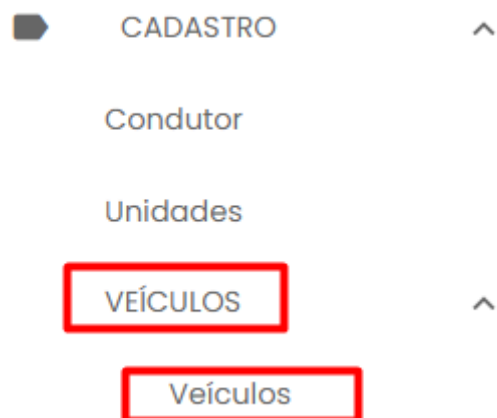 CADASTRO
Condutor
Unidades
VEÍCULOS
Veículos